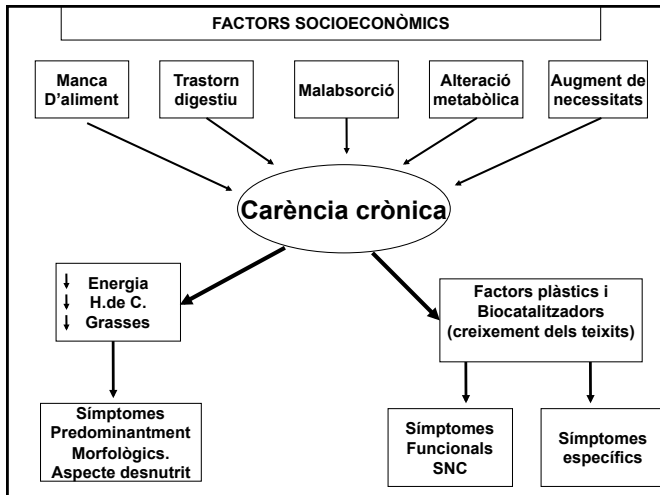 FACTORS SOCIOECONÒMICS
Manca
D'aliment
Trastorn
digestiu
Malabsorció
Alteració
metabòlica
Augment de
necessitats
Carència crònica
Energia
H.de C.
Grasses
Factors plàstics i
Biocatalitzadors
(creixement dels teixits)
Símptomes
Predominantment
Morfològics.
Aspecte desnutrit
Símptomes
Funcionals
SNC
Símptomes
específics